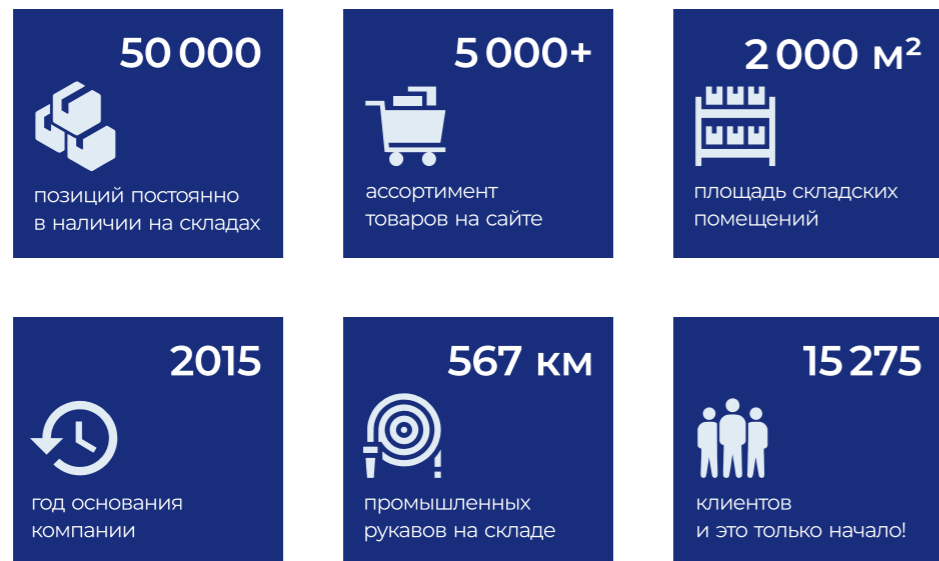 50 000
позиций постоянно
в наличии на складах
5 000+
ассортимент
товаров на сайте
2 000 м²
площадь складских
помещений
2015
год основания
компании
567 км
промышленных
рукавов на складе
15 275
клиентов
и это только начало!